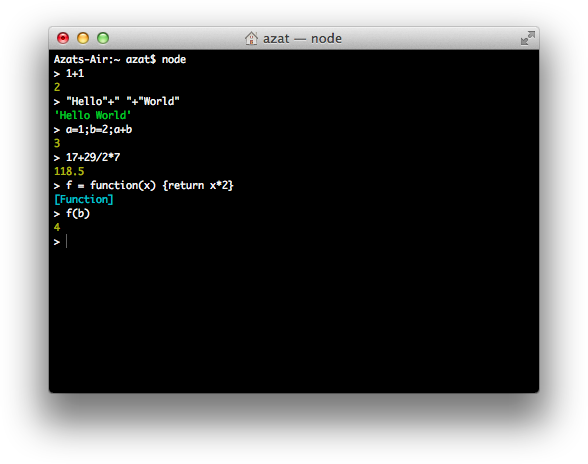 azat — node
Azats-Air:~ azat$ node
> 1+1
2
> "Hello"+" "+"World"
'Hello World'
> a=1;b=2;a+b
3
> 17+29/2*7
118.5
> f = function(x) {return x*2}
[Function]
> f(b)
4
>